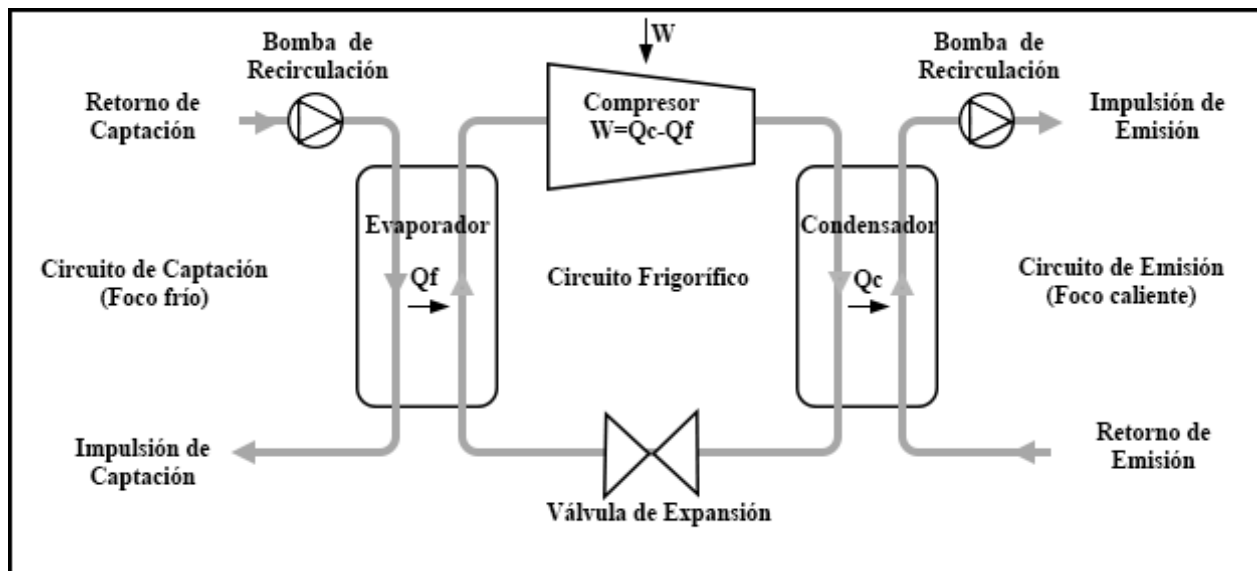 Bomba de
Recirculación
W
Bomba de
Recirculación
Retorno de
Captación
Compresor
W=Qc-Qf
Impulsión de
Emisión
Evaporador
Condensador
Circuito de Captación
(Foco frío)
Qf
Circuito Frigorífico
Qc
Circuito de Emisión
(Foco caliente)
Impulsión de
Captación
Retorno de
Emisión
Válvula de Expansión